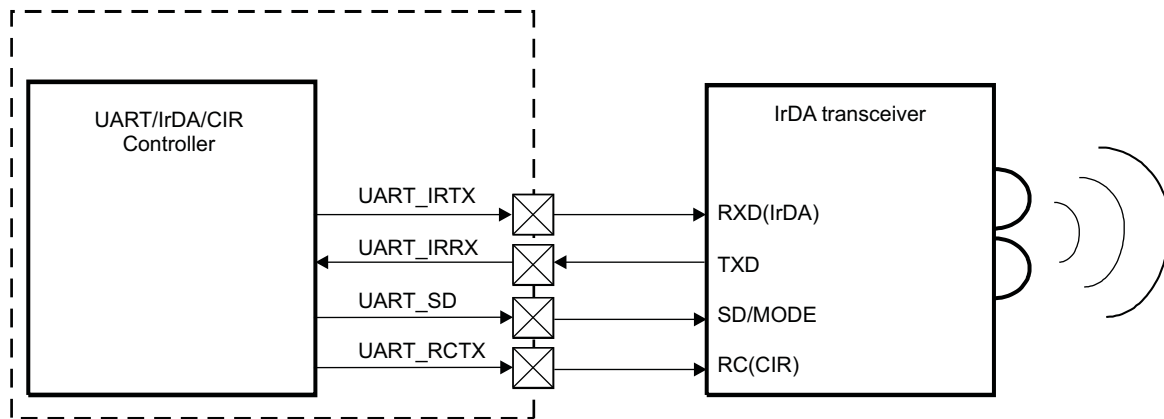 UART/IrDA/CIR
Controller
IrDA transceiver
UART_IRTX
RXD(IrDA)
UART_IRRX
TXD
UART_SD
SD/MODE
UART_RCTX
RC(CIR)